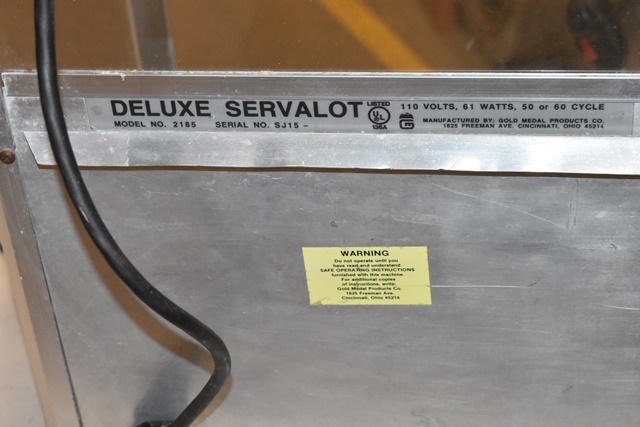 DELUXE SERVALOT
LISTED
UL
136A
110 VOLTS, 61 WATTS, 50 or 60 CYCLE
MODEL NO. 2185 SERIAL NO. SJ15 -
MANUFACTURED BY: GOLD MEDAL PRODUCTS CO.
1825 FREEMAN AVE. CINCINNATI, OHIO 45214
WARNING
Do not operate until you
have read and understand
SAFE OPERATING INSTRUCTIONS
furnished with this machine.
For additional copies
of instructions, write:
Gold Medal Products Co.
1825 Freeman Ave.
Cincinnati, Ohio 45214